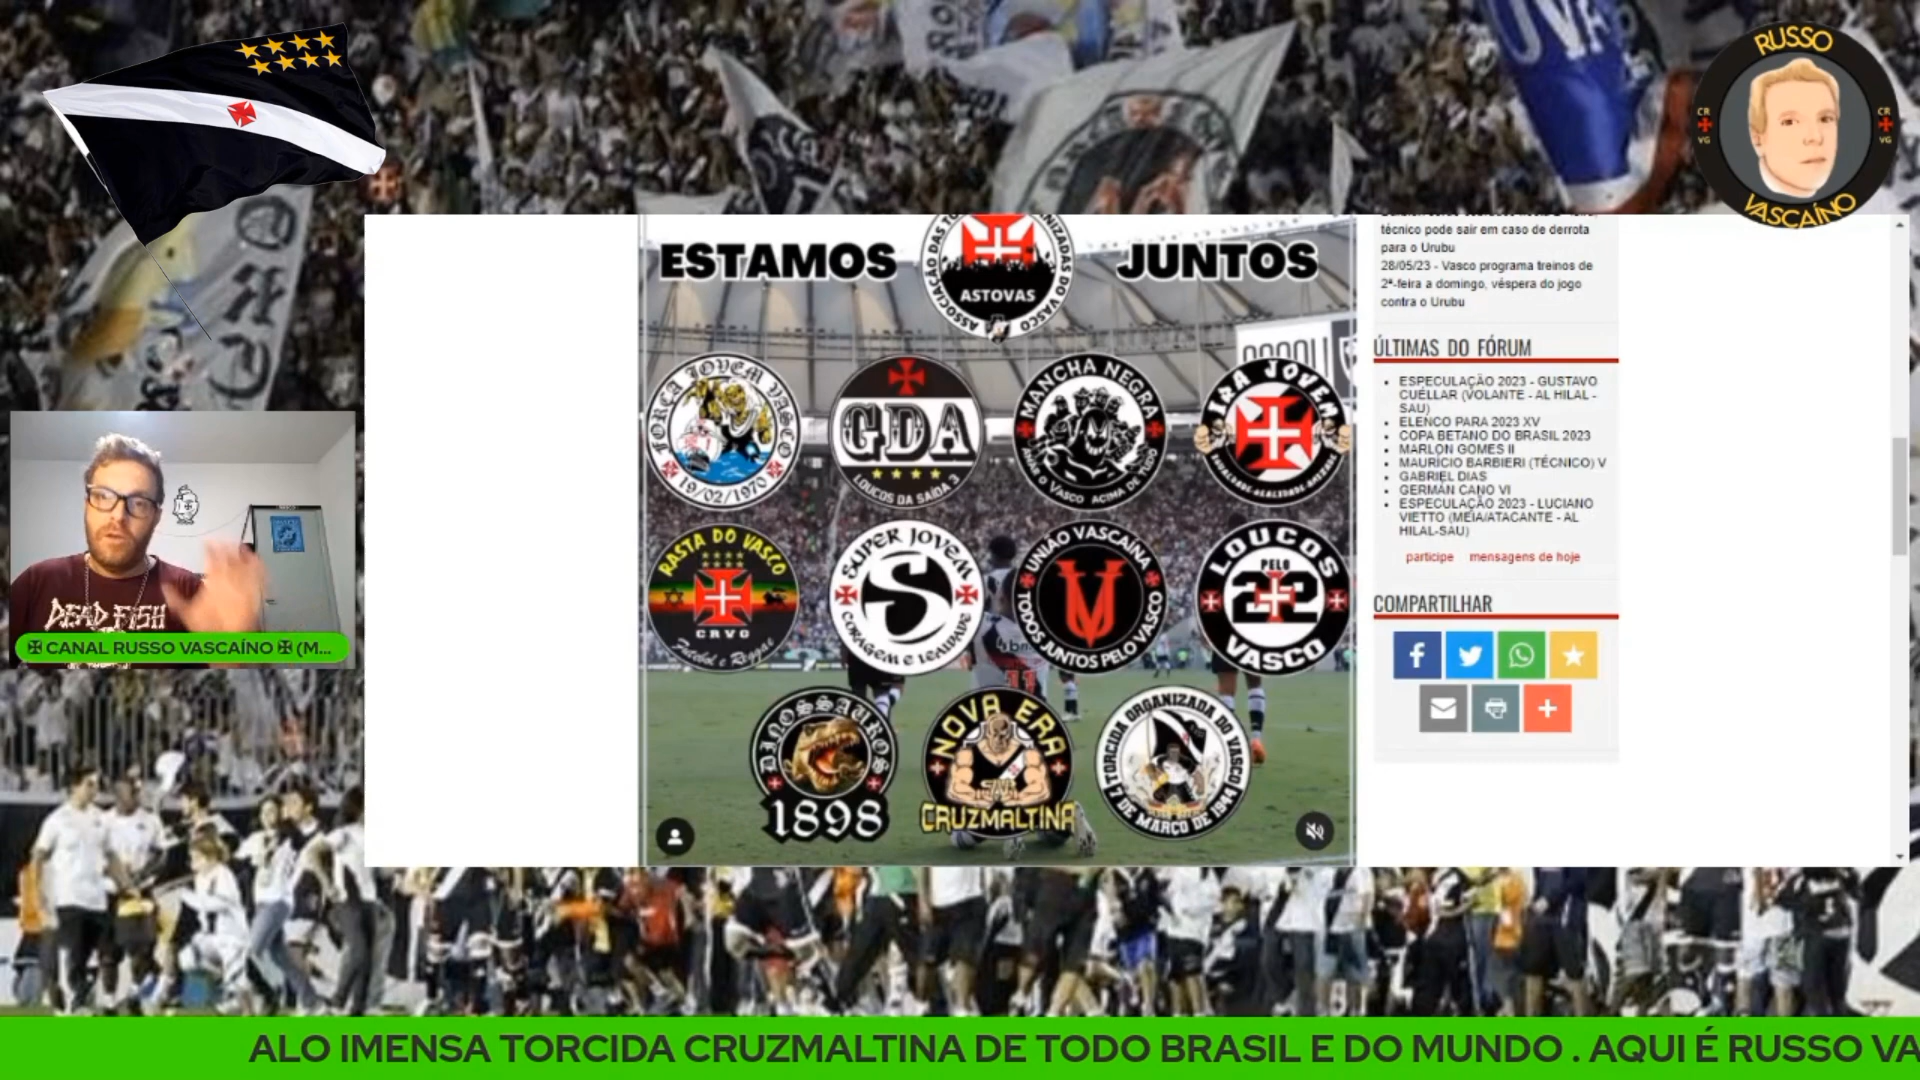 RUSSO
CR
VG
CR
VG
VASCAÍNO
ESTAMOS
JUNTOS
ASTOVAS
técnico pode sair em caso de derrota
para o Urubu
28/05/23 - Vasco programa treinos de
2ª-feira a domingo, véspera do jogo
contra o Urubu
ÚLTIMAS DO FÓRUM
ESPECULAÇÃO 2023 - GUSTAVO
CUÉLLAR (VOLANTE - AL HILAL -
SAU)
ELENCO PARA 2023 XV
COPA BETANO DO BRASIL 2023
MARLON GOMES II
MAURÍCIO BARBIERI (TÉCNICO) V
GABRIEL DIAS
GERMÁN CANO VI
ESPECULAÇÃO 2023 - LUCIANO
VIETTO (MEIA/ATACANTE - AL
HILAL-SAU)
participe mensagens de hoje
COMPARTILHAR
FORÇA JOVEM VASCO
19/02/1970
GDA
LOUCOS DA SAÍDA 3
MANCHA NEGRA
ACIMA DE TUDO
IRA JOVEM
RASTA DO VASCO
CRVG
Futebol e Reggae
SUPER JOVEM
S
CORAGEM E LEALDADE
UNIÃO VASCAÍNA
TODOS JUNTOS PELO VASCO
LOUCOS
PELO
22
VASCO
DINOSSAUROS
1898
NOVA ERA
CRUZMALTINA
TORCIDA ORGANIZADA DO VASCO
7 DE MARÇO DE 1944
DEAD FISH
✠ CANAL RUSSO VASCAÍNO ✠ (M...
ALO IMENSA TORCIDA CRUZMALTINA DE TODO BRASIL E DO MUNDO . AQUI É RUSSO VA